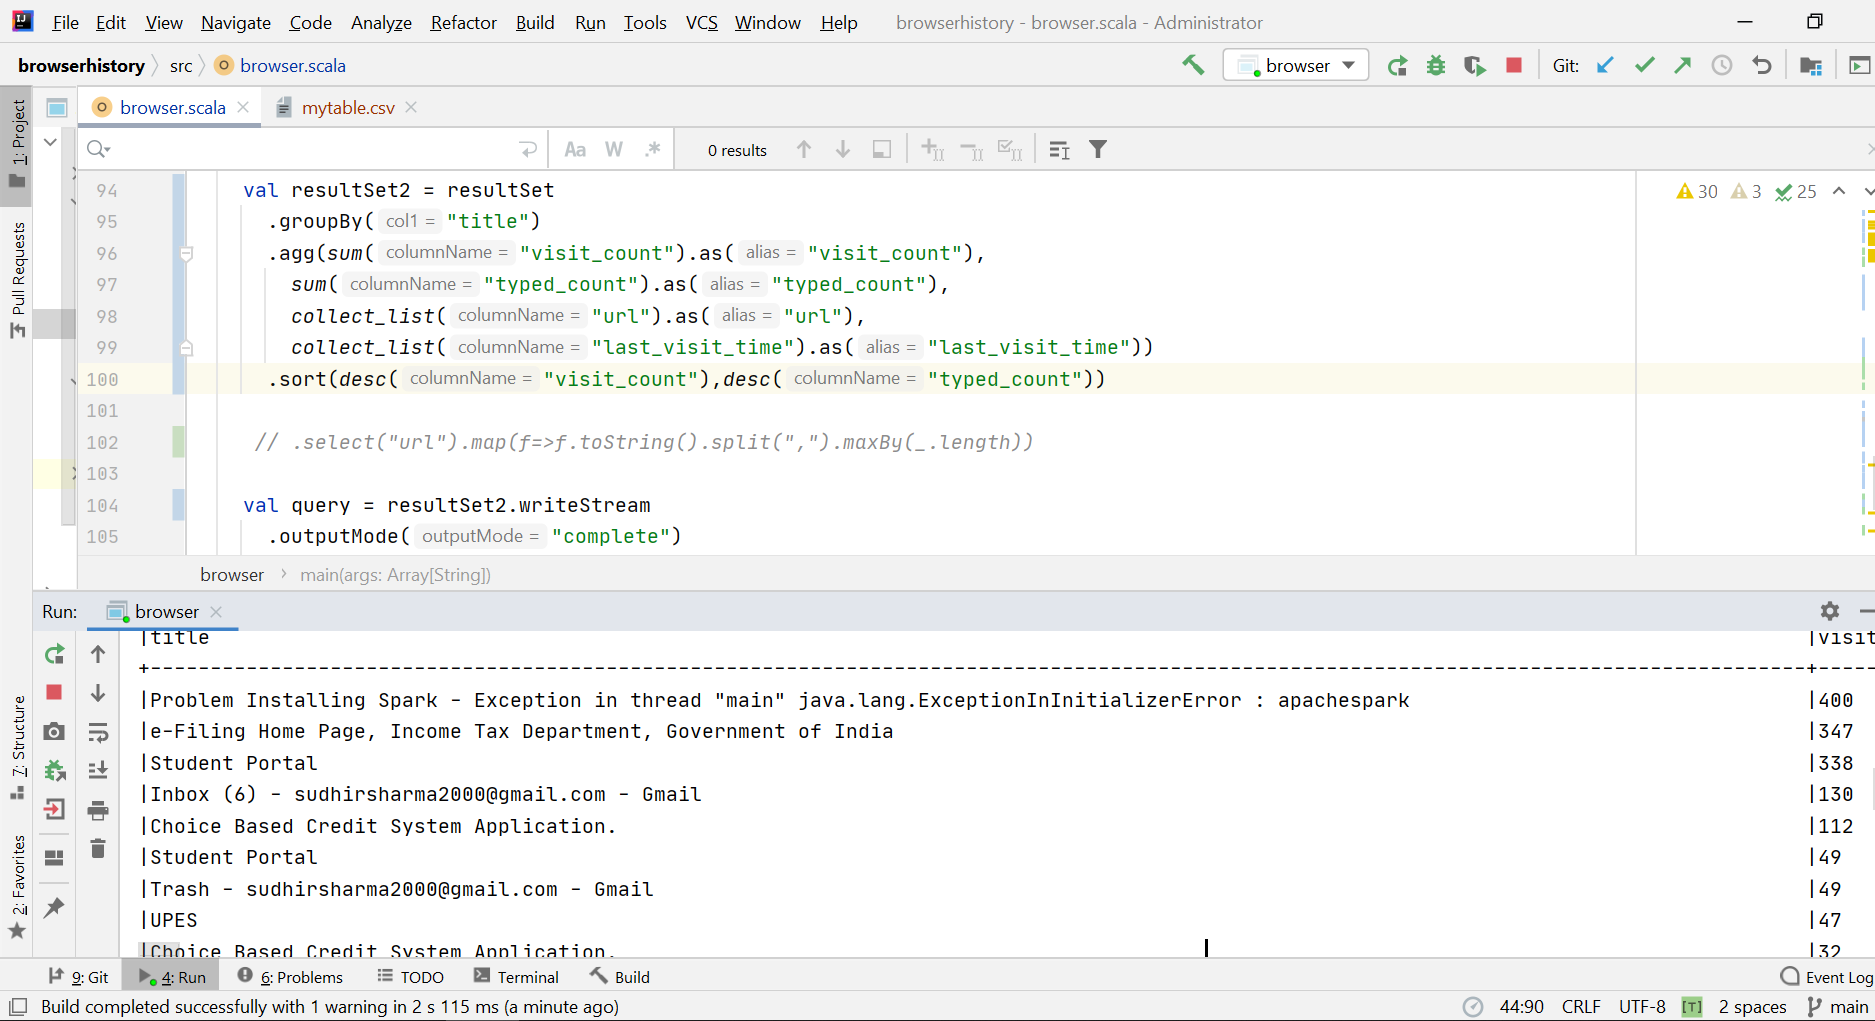 File Edit View Navigate Code Analyze Refactor Build Run Tools VCS Window Help browserhistory - browser.scala - Administrator
browserhistory src browser.scala browser Git:
browser.scala mytable.csv
Aa W .* 0 results
1: Project
Pull Requests
7: Structure
2: Favorites
94 val resultSet2 = resultSet
30 3 25
95 .groupBy( col1 = "title")
96 .agg(sum( columnName = "visit_count").as( alias = "visit_count"),
97 sum( columnName = "typed_count").as( alias = "typed_count"),
98 collect_list( columnName = "url").as( alias = "url"),
99 collect_list( columnName = "last_visit_time").as( alias = "last_visit_time"))
100 .sort(desc( columnName = "visit_count"),desc( columnName = "typed_count"))
101
102 // .select("url").map(f=>f.toString().split(",").maxBy(_.length))
103
104 val query = resultSet2.writeStream
105 .outputMode( outputMode = "complete")
browser main(args: Array[String])
Run: browser
|title |visit
+-----------------------------------------------------------------------------------------------------------------------------------------+-----
|Problem Installing Spark - Exception in thread "main" java.lang.ExceptionInInitializerError : apachespark |400
|e-Filing Home Page, Income Tax Department, Government of India |347
|Student Portal |338
|Inbox (6) - sudhirsharma2000@gmail.com - Gmail |130
|Choice Based Credit System Application. |112
|Student Portal |49
|Trash - sudhirsharma2000@gmail.com - Gmail |49
|UPES |47
|Choice Based Credit System Application. |32
9: Git 4: Run 6: Problems TODO Terminal Build Event Log
Build completed successfully with 1 warning in 2 s 115 ms (a minute ago) 44:90 CRLF UTF-8 [T] 2 spaces main